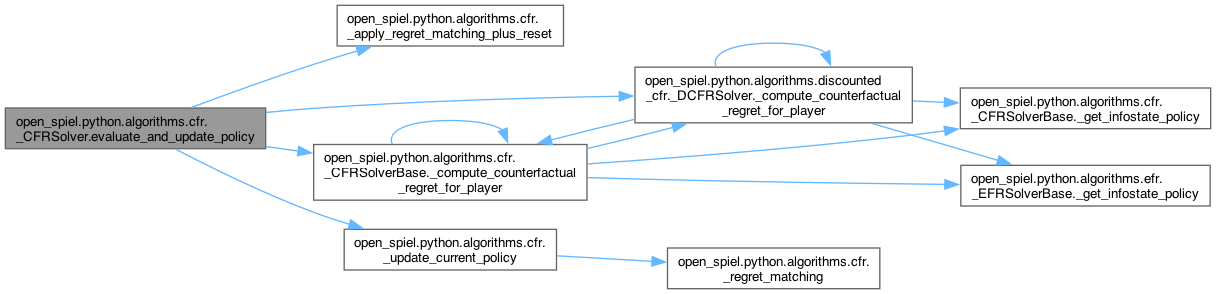 open_spiel.python.algorithms.cfr.
_CFRSolver.evaluate_and_update_policy
open_spiel.python.algorithms.cfr.
_apply_regret_matching_plus_reset
open_spiel.python.algorithms.discounted
_cfr._DCFRSolver._compute_counterfactual
_regret_for_player
open_spiel.python.algorithms.cfr.
_CFRSolverBase._get_infostate_policy
open_spiel.python.algorithms.cfr.
_CFRSolverBase._compute_counterfactual
_regret_for_player
open_spiel.python.algorithms.efr.
_EFRSolverBase._get_infostate_policy
open_spiel.python.algorithms.cfr.
_update_current_policy
open_spiel.python.algorithms.cfr.
_regret_matching